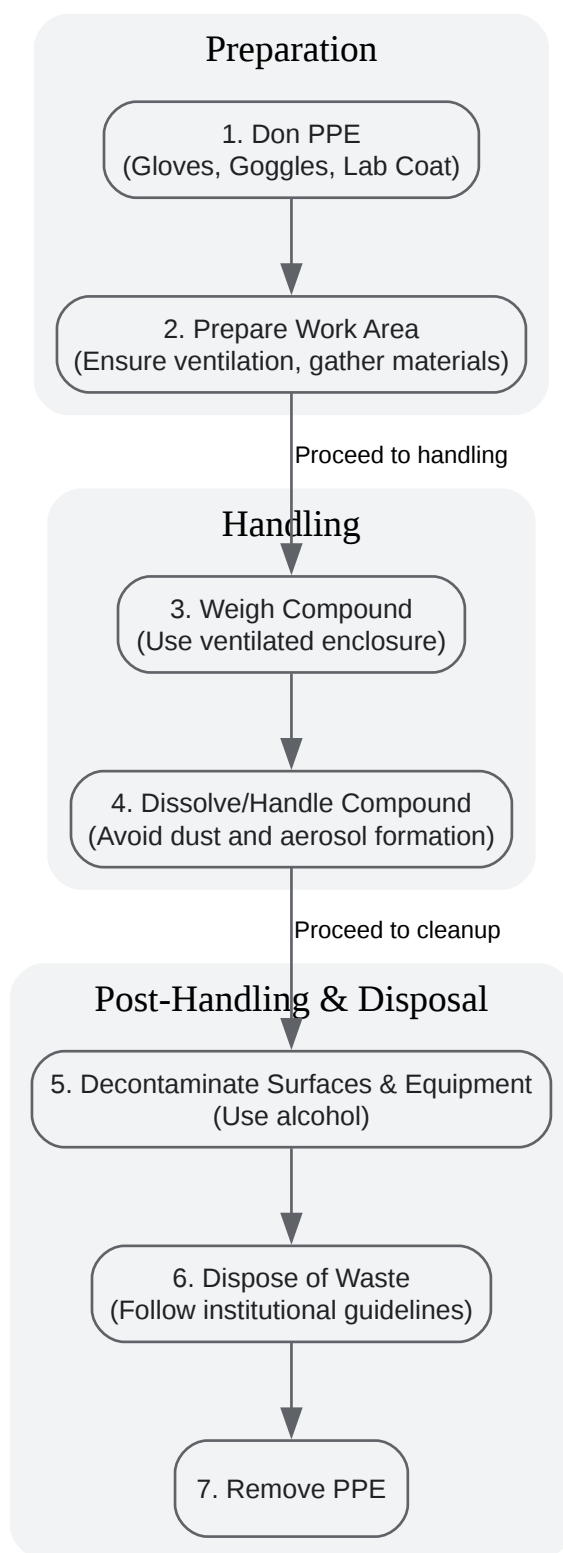 Preparation
1. Don PPE
(Gloves, Goggles, Lab Coat)
2. Prepare Work Area
(Ensure ventilation, gather materials)
Proceed to handling
Handling
3. Weigh Compound
(Use ventilated enclosure)
4. Dissolve/Handle Compound
(Avoid dust and aerosol formation)
Proceed to cleanup
Post-Handling & Disposal
5. Decontaminate Surfaces & Equipment
(Use alcohol)
6. Dispose of Waste
(Follow institutional guidelines)
7. Remove PPE